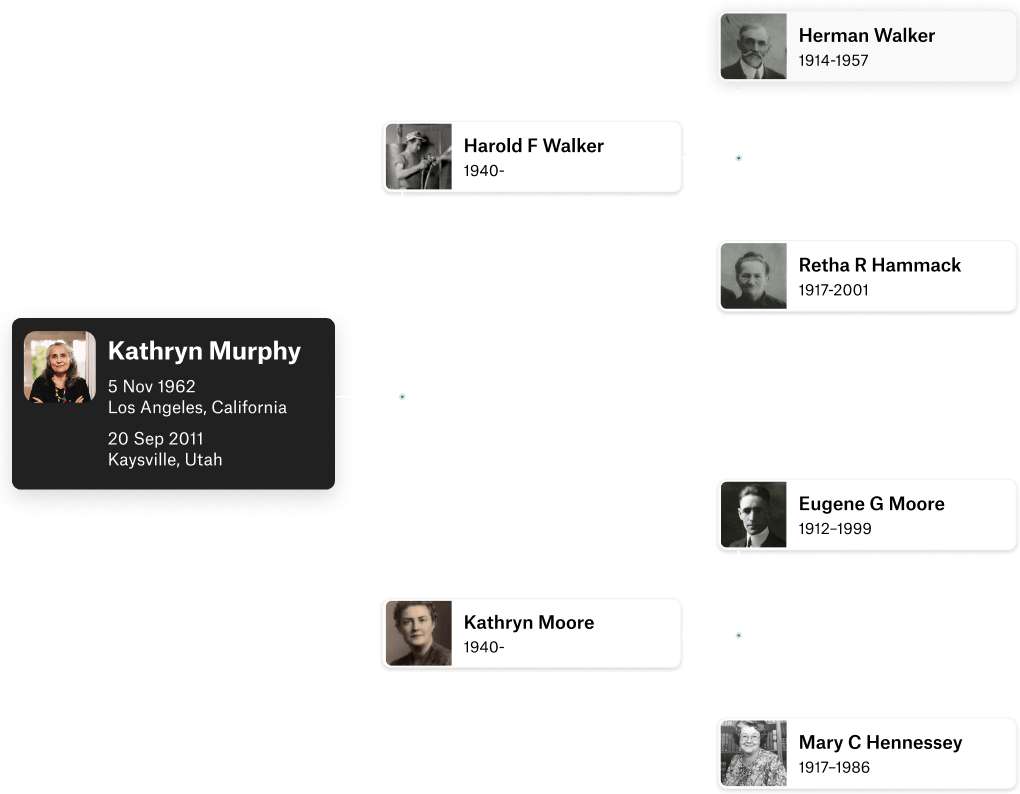 Herman Walker
1914-1957
Harold F Walker
1940-
Retha R Hammack
1917-2001
Kathryn Murphy
5 Nov 1962
Los Angeles, California
20 Sep 2011
Kaysville, Utah
Eugene G Moore
1912–1999
Kathryn Moore
1940-
Mary C Hennessey
1917–1986